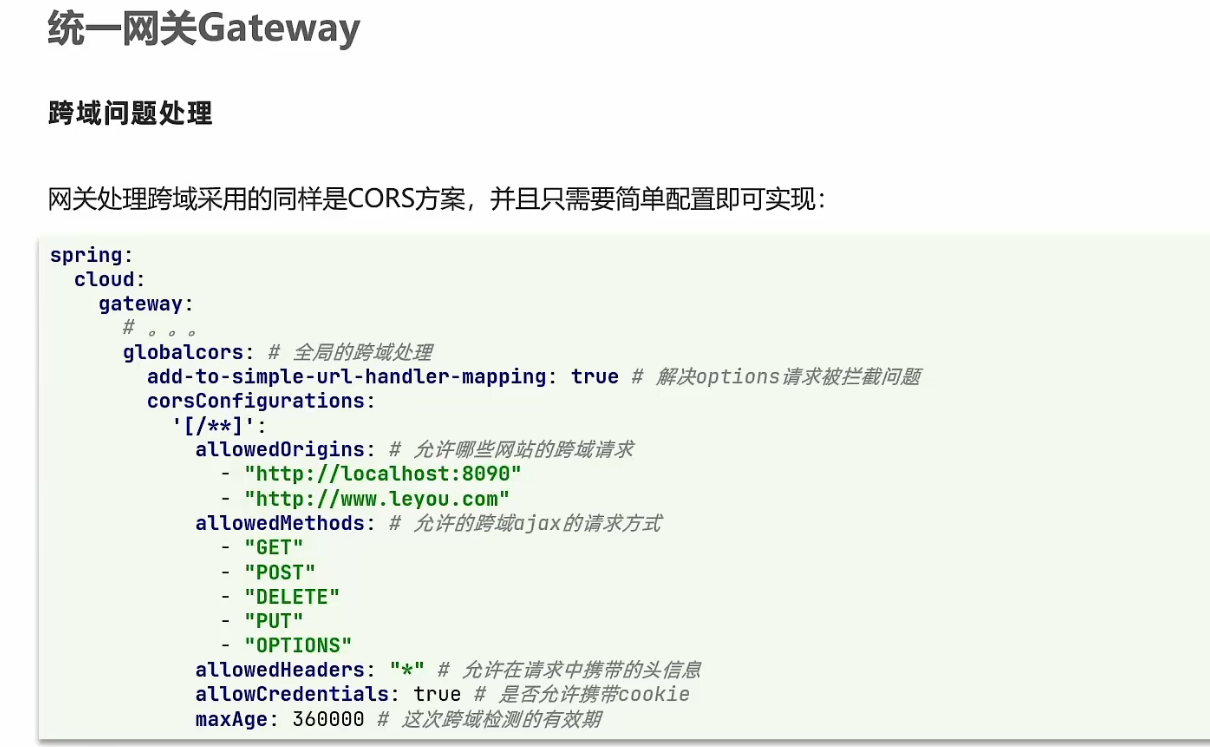 统一网关Gateway
跨域问题处理
网关处理跨域采用的同样是CORS方案，并且只需要简单配置即可实现：
spring:
  cloud:
    gateway:
      # 。。。
      globalcors: # 全局的跨域处理
        add-to-simple-url-handler-mapping: true # 解决options请求被拦截问题
        corsConfigurations:
          '[/**]':
            allowedOrigins: # 允许哪些网站的跨域请求
              - "http://localhost:8090"
              - "http://www.leyou.com"
            allowedMethods: # 允许的跨域ajax的请求方式
              - "GET"
              - "POST"
              - "DELETE"
              - "PUT"
              - "OPTIONS"
            allowedHeaders: "*" # 允许在请求中携带的头信息
            allowCredentials: true # 是否允许携带cookie
            maxAge: 360000 # 这次跨域检测的有效期